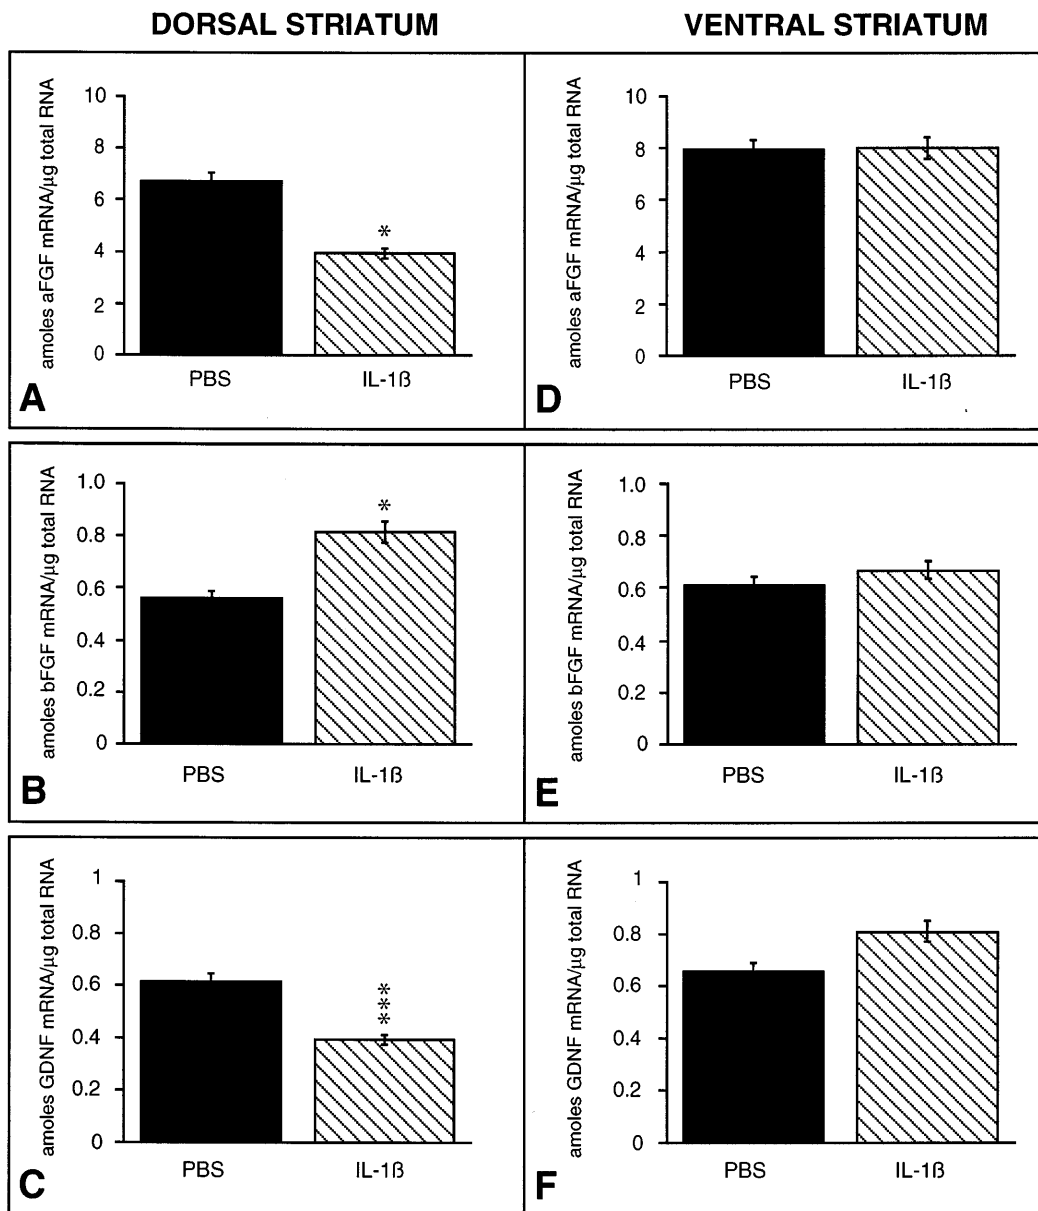 DORSAL STRIATUM
VENTRAL STRIATUM
amoles aFGF mRNA/µg total RNA
10
8
6
4
2
0
*
PBS
IL-1ß
A
amoles aFGF mRNA/µg total RNA
10
8
6
4
2
0
PBS
IL-1ß
D
amoles bFGF mRNA/µg total RNA
1.0
0.8
0.6
0.4
0.2
0
*
PBS
IL-1ß
B
amoles bFGF mRNA/µg total RNA
1.0
0.8
0.6
0.4
0.2
0
PBS
IL-1ß
E
amoles GDNF mRNA/µg total RNA
1
0.8
0.6
0.4
0.2
0
***
PBS
IL-1ß
C
amoles GDNF mRNA/µg total RNA
1
0.8
0.6
0.4
0.2
0
PBS
IL-1ß
F